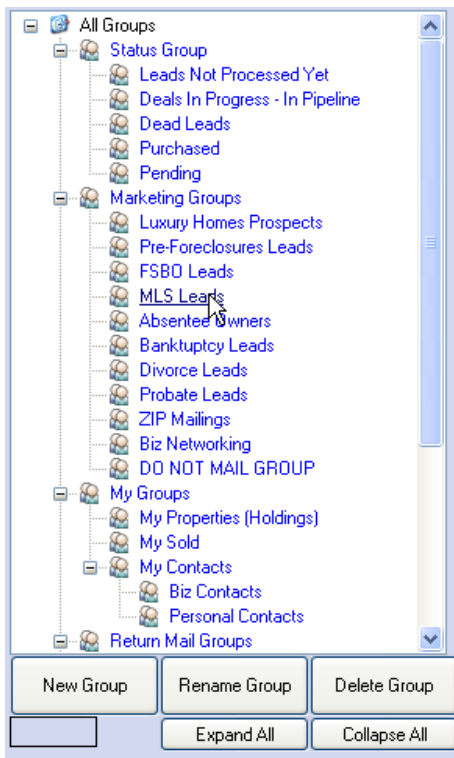 All Groups
Status Group
Leads Not Processed Yet
Deals In Progress - In Pipeline
Dead Leads
Purchased
Pending
Marketing Groups
Luxury Homes Prospects
Pre-Foreclosures Leads
FSBO Leads
MLS Leads
Absentee Owners
Banktuptcy Leads
Divorce Leads
Probate Leads
ZIP Mailings
Biz Networking
DO NOT MAIL GROUP
My Groups
My Properties (Holdings)
My Sold
My Contacts
Biz Contacts
Personal Contacts
Return Mail Groups
New Group Rename Group Delete Group
Expand All Collapse All